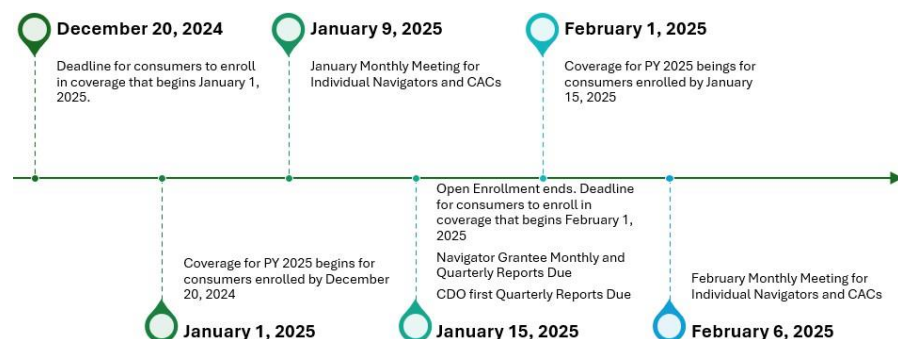 December 20, 2024
Deadline for consumers to enroll
in coverage that begins January 1,
2025.
January 9, 2025
January Monthly Meeting for
Individual Navigators and CACs
February 1, 2025
Coverage for PY 2025 beings for
consumers enrolled by January
15, 2025
Coverage for PY 2025 begins for
consumers enrolled by December
20, 2024
January 1, 2025
Open Enrollment ends. Deadline
for consumers to enroll in
coverage that begins February 1,
2025
Navigator Grantee Monthly and
Quarterly Reports Due
CDO first Quarterly Reports Due
January 15, 2025
February Monthly Meeting for
Individual Navigators and CACs
February 6, 2025